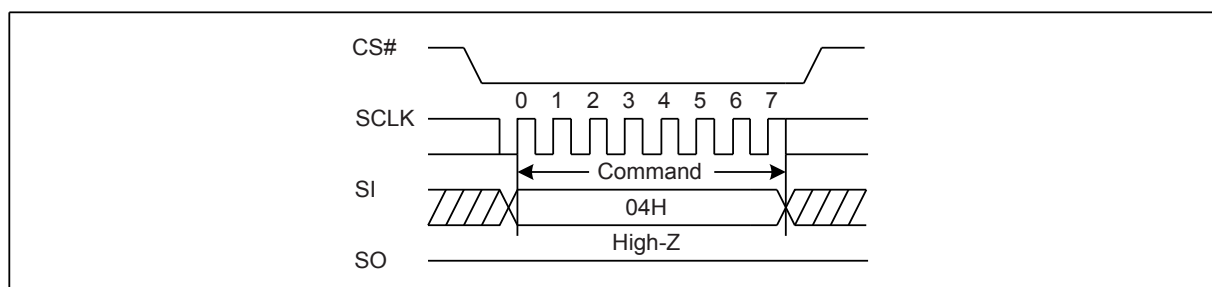 CS#
0 1 2 3 4 5 6 7
SCLK
Command
SI
04H
High-Z
SO